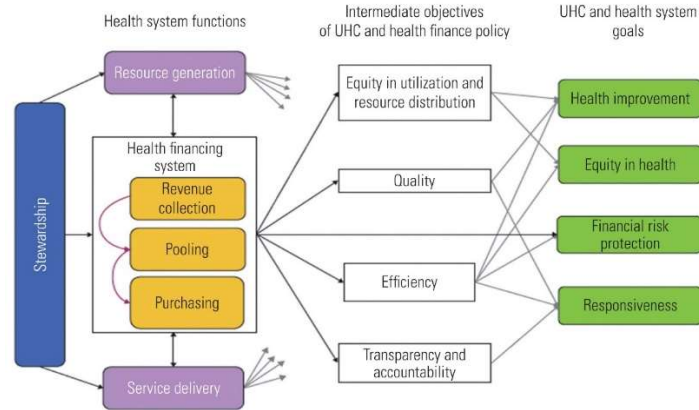 Health system functions
Intermediate objectives
of UHC and health finance policy
UHC and health system
goals
Stewardship
Resource generation
Health financing
system
Revenue
collection
Pooling
Purchasing
Service delivery
Equity in utilization and
resource distribution
Quality
Efficiency
Transparency and
accountability
Health improvement
Equity in health
Financial risk
protection
Responsiveness